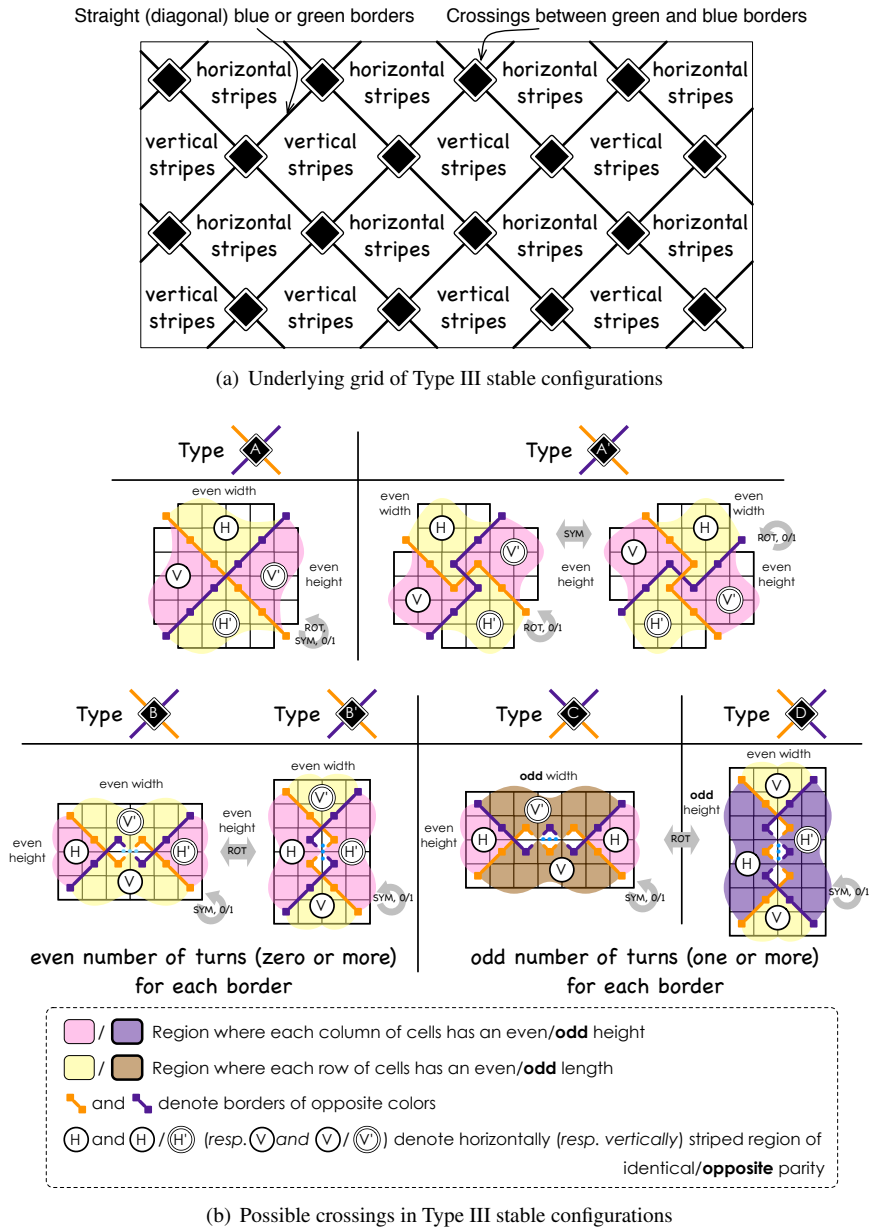 Straight (diagonal) blue or green borders
Crossings between green and blue borders
horizontal
stripes
horizontal
stripes
horizontal
stripes
horizontal
stripes
vertical
stripes
vertical
stripes
vertical
stripes
vertical
stripes
horizontal
stripes
horizontal
stripes
horizontal
stripes
horizontal
stripes
vertical
stripes
vertical
stripes
vertical
stripes
vertical
stripes
(a) Underlying grid of Type III stable configurations
Type A
Type A'
even width
H
V
V'
H'
even
height
ROT,
SYM, 0/1
even
width
H
V'
V
H'
even
height
ROT, 0/1
SYM
even
width
H
V
V'
H'
even
height
ROT, 0/1
Type B
Type B'
Type C
Type D
even width
even
height
V'
H
H'
V
SYM, 0/1
ROT
even width
even
height
V'
H
H'
V
SYM, 0/1
odd width
even
height
V'
H
H
V
SYM, 0/1
ROT
even width
odd
height
V
H'
H
V
SYM, 0/1
even number of turns (zero or more)
for each border
odd number of turns (one or more)
for each border
/ Region where each column of cells has an even/odd height
/ Region where each row of cells has an even/odd length
and denote borders of opposite colors
H and H / H' (resp. V and V / V') denote horizontally (resp. vertically) striped region of
identical/opposite parity
(b) Possible crossings in Type III stable configurations